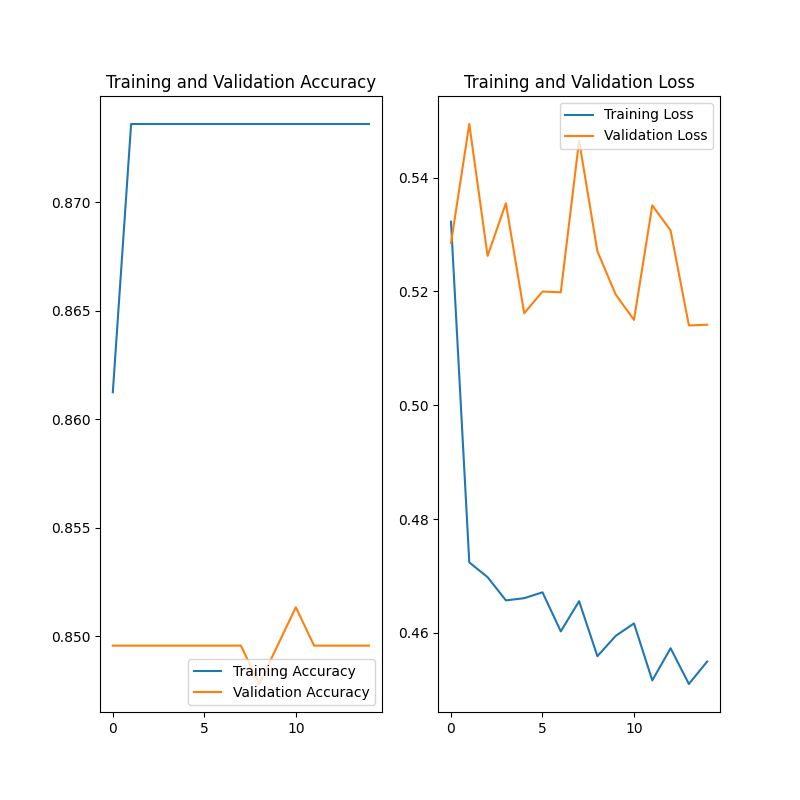 Training and Validation Accuracy
0.870
0.865
0.860
0.855
0.850
Training Accuracy
Validation Accuracy
0 5 10
Training and Validation Loss
Training Loss
Validation Loss
0.54
0.52
0.50
0.48
0.46
0 5 10